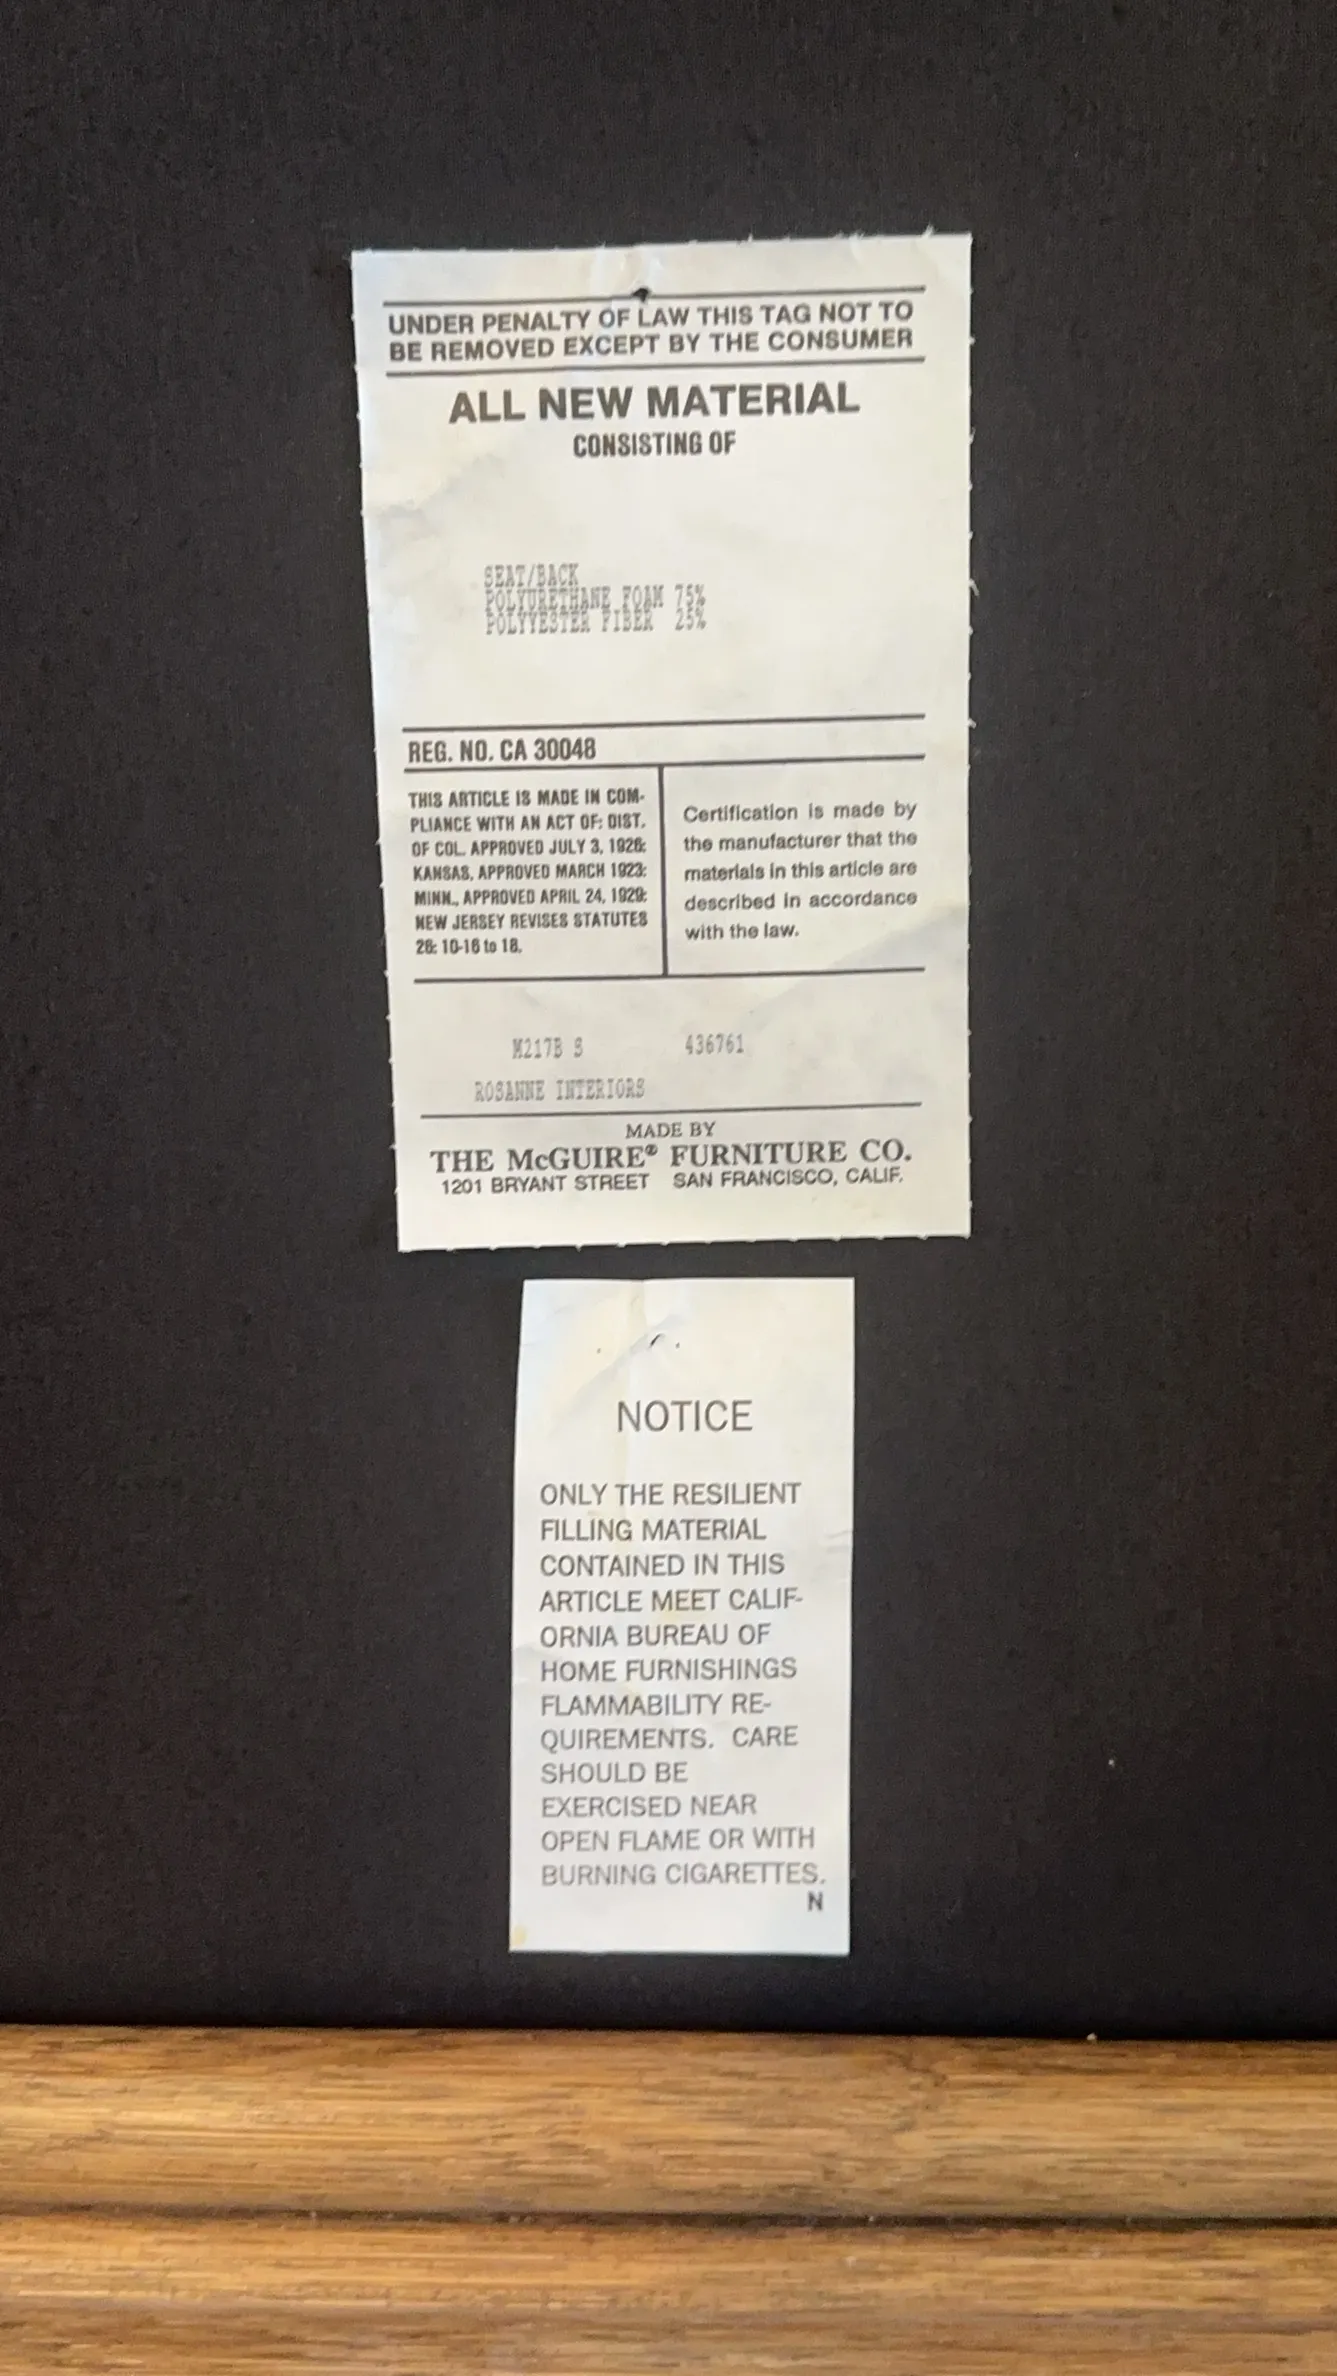 UNDER PENALTY OF LAW THIS TAG NOT TO
BE REMOVED EXCEPT BY THE CONSUMER
ALL NEW MATERIAL
CONSISTING OF
SEAT/BACK
POLYURETHANE FOAM 75%
POLYYESTER FIBER 25%
REG. NO. CA 30048
THIS ARTICLE IS MADE IN COM-
PLIANCE WITH AN ACT OF: DIST.
OF COL. APPROVED JULY 3, 1926:
KANSAS, APPROVED MARCH 1923:
MINN., APPROVED APRIL 24, 1929:
NEW JERSEY REVISES STATUTES
26: 10-16 to 18.
Certification is made by
the manufacturer that the
materials in this article are
described in accordance
with the law.
M217B S 436761
ROSANNE INTERIORS
MADE BY
THE McGUIRE® FURNITURE CO.
1201 BRYANT STREET SAN FRANCISCO, CALIF.
NOTICE
ONLY THE RESILIENT
FILLING MATERIAL
CONTAINED IN THIS
ARTICLE MEET CALIF-
ORNIA BUREAU OF
HOME FURNISHINGS
FLAMMABILITY RE-
QUIREMENTS. CARE
SHOULD BE
EXERCISED NEAR
OPEN FLAME OR WITH
BURNING CIGARETTES.
N